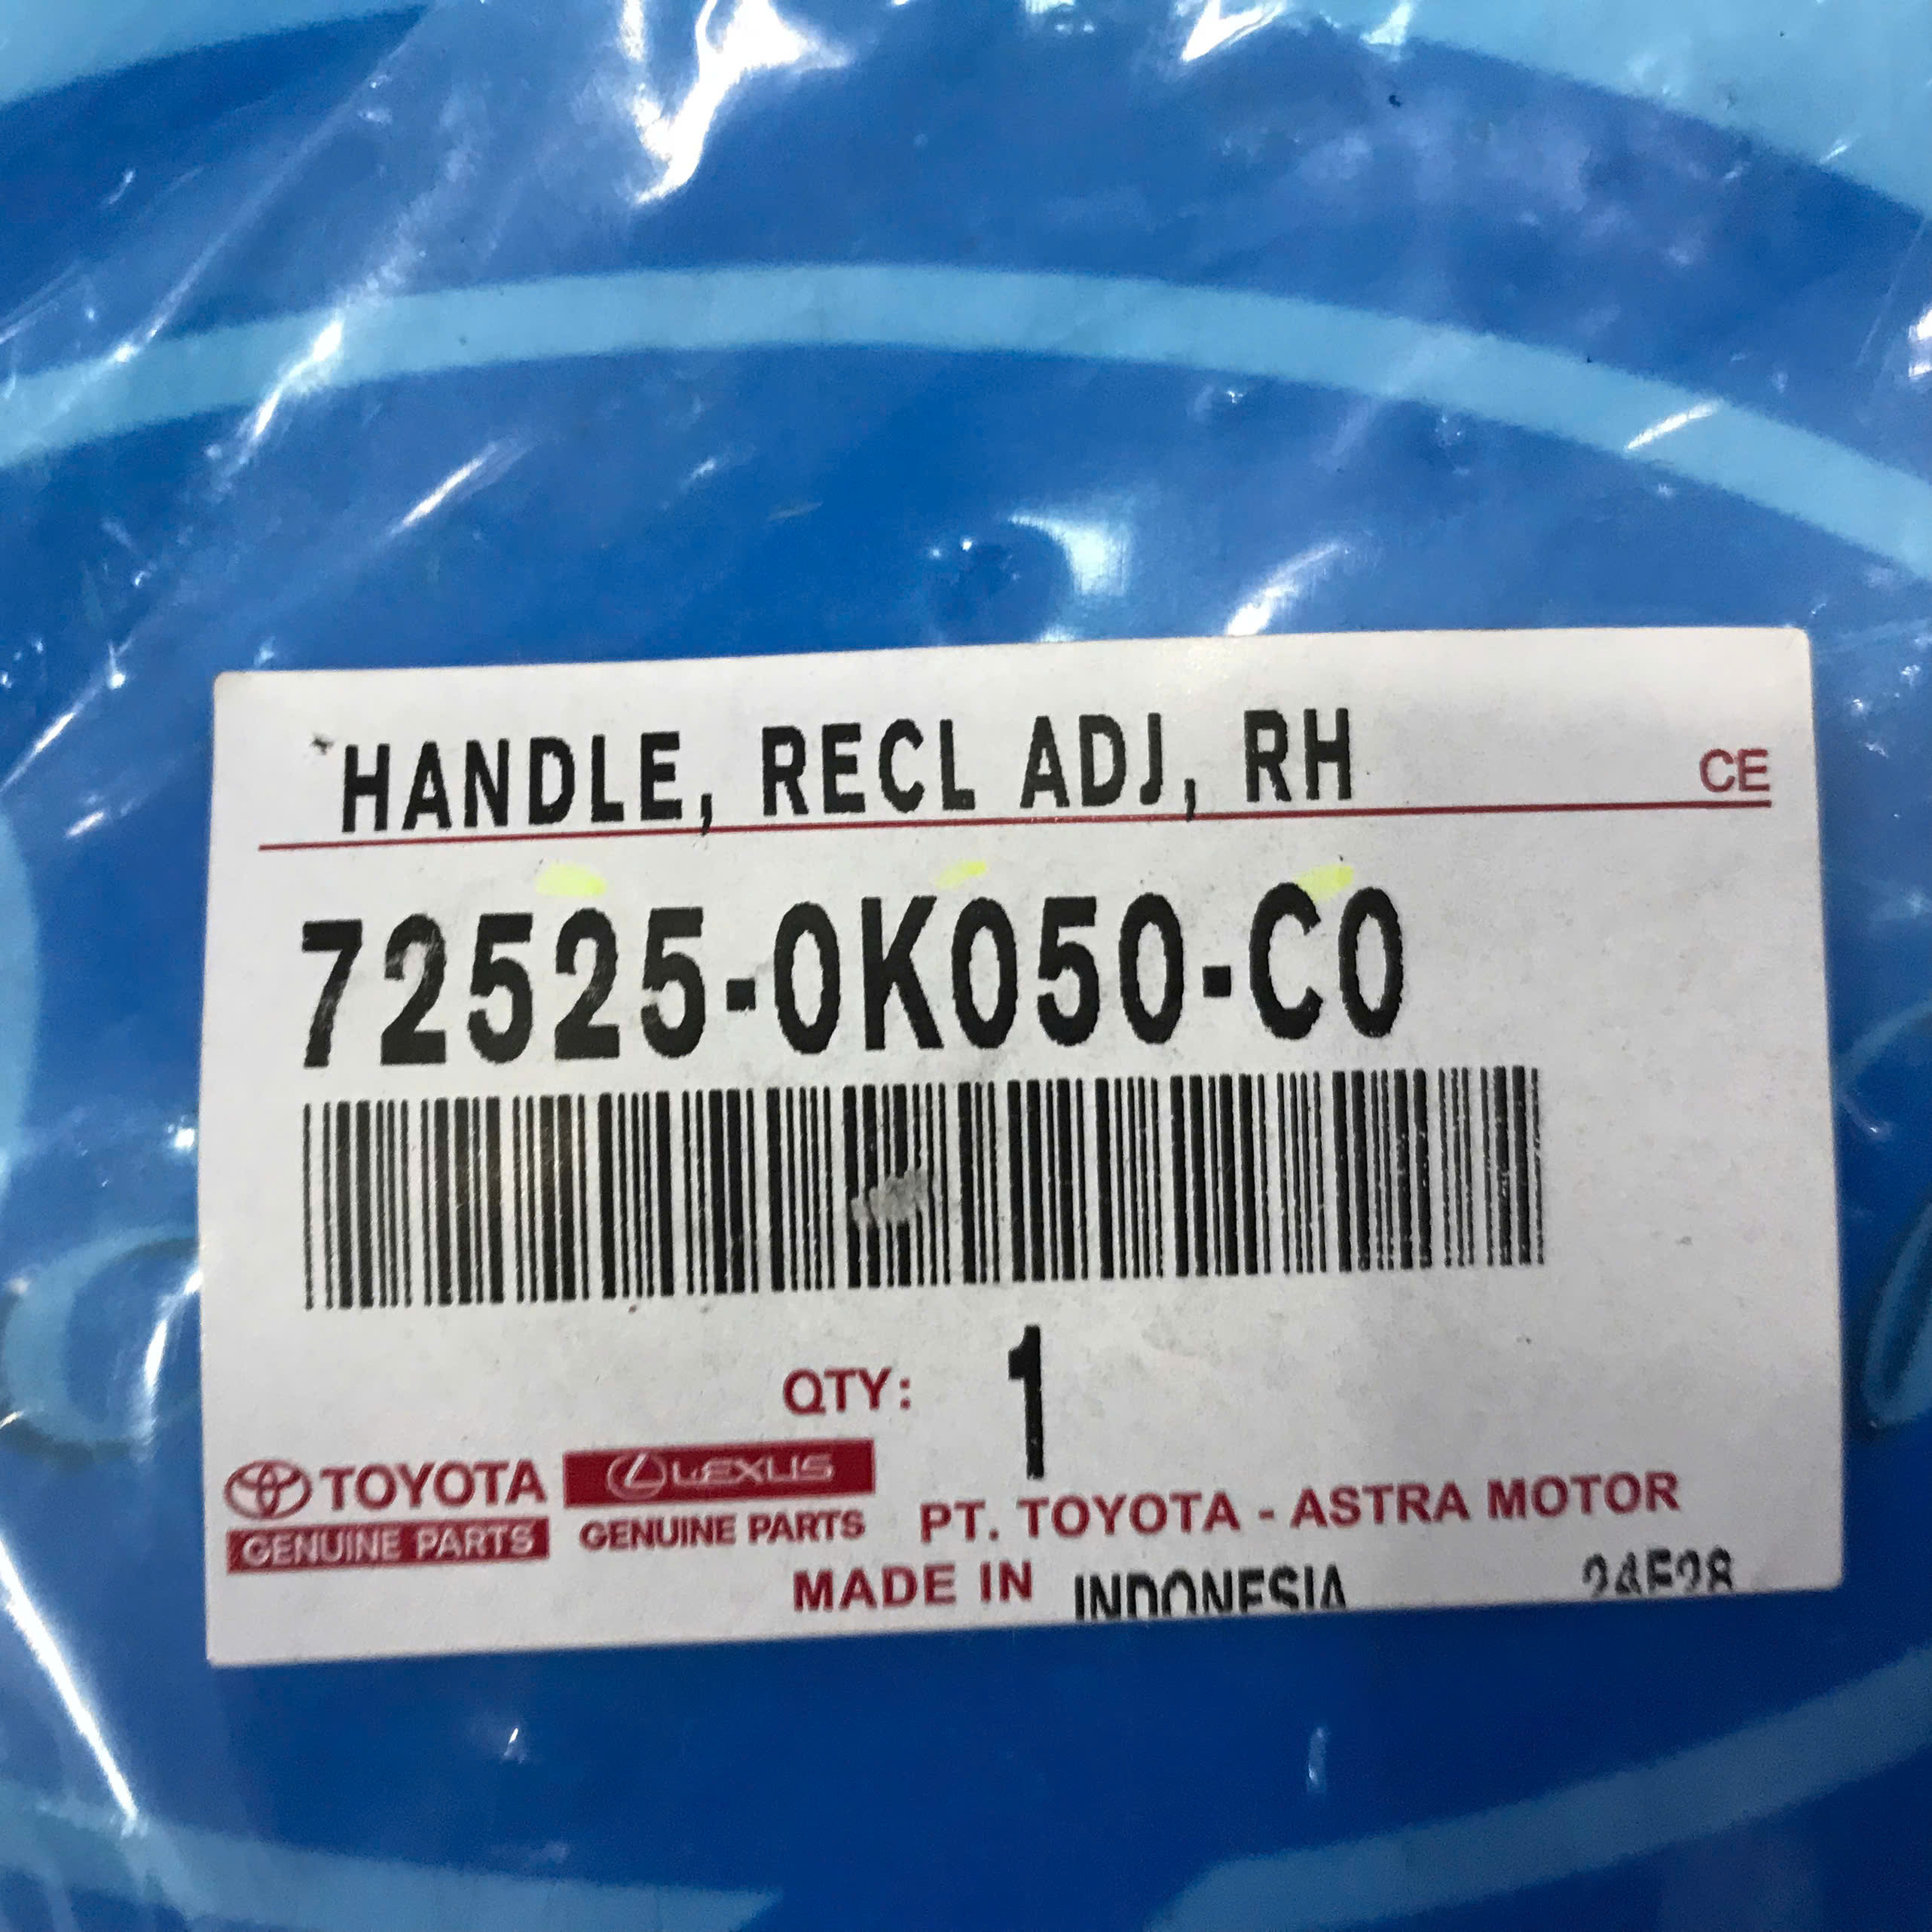 HANDLE, RECL ADJ, RH
CE
72525-0K050-C0
QTY: 1
TOYOTA
GENUINE PARTS
LEXUS
GENUINE PARTS
PT. TOYOTA - ASTRA MOTOR
MADE IN INDONESIA